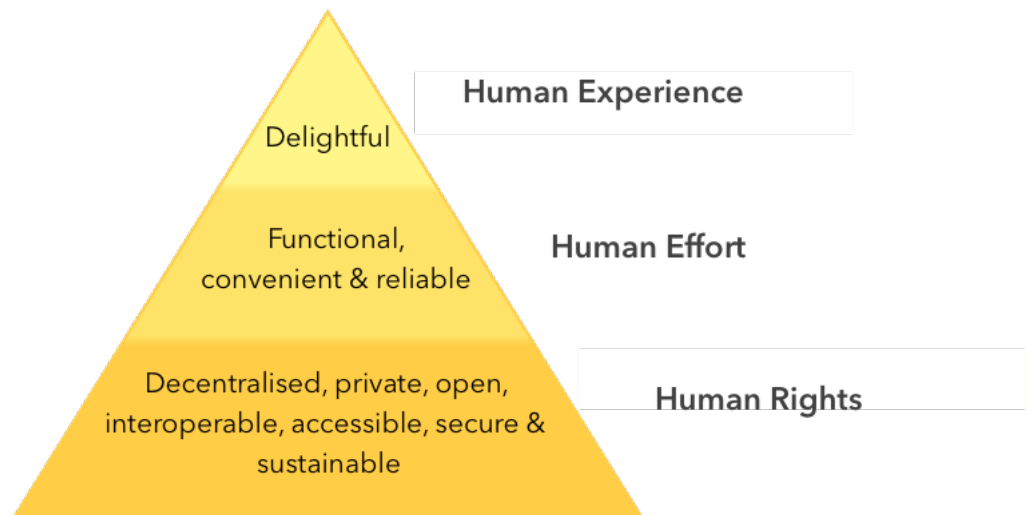 Human Experience
Delightful
Functional,
convenient & reliable
Human Effort
Decentralised, private, open,
interoperable, accessible, secure &
sustainable
Human Rights